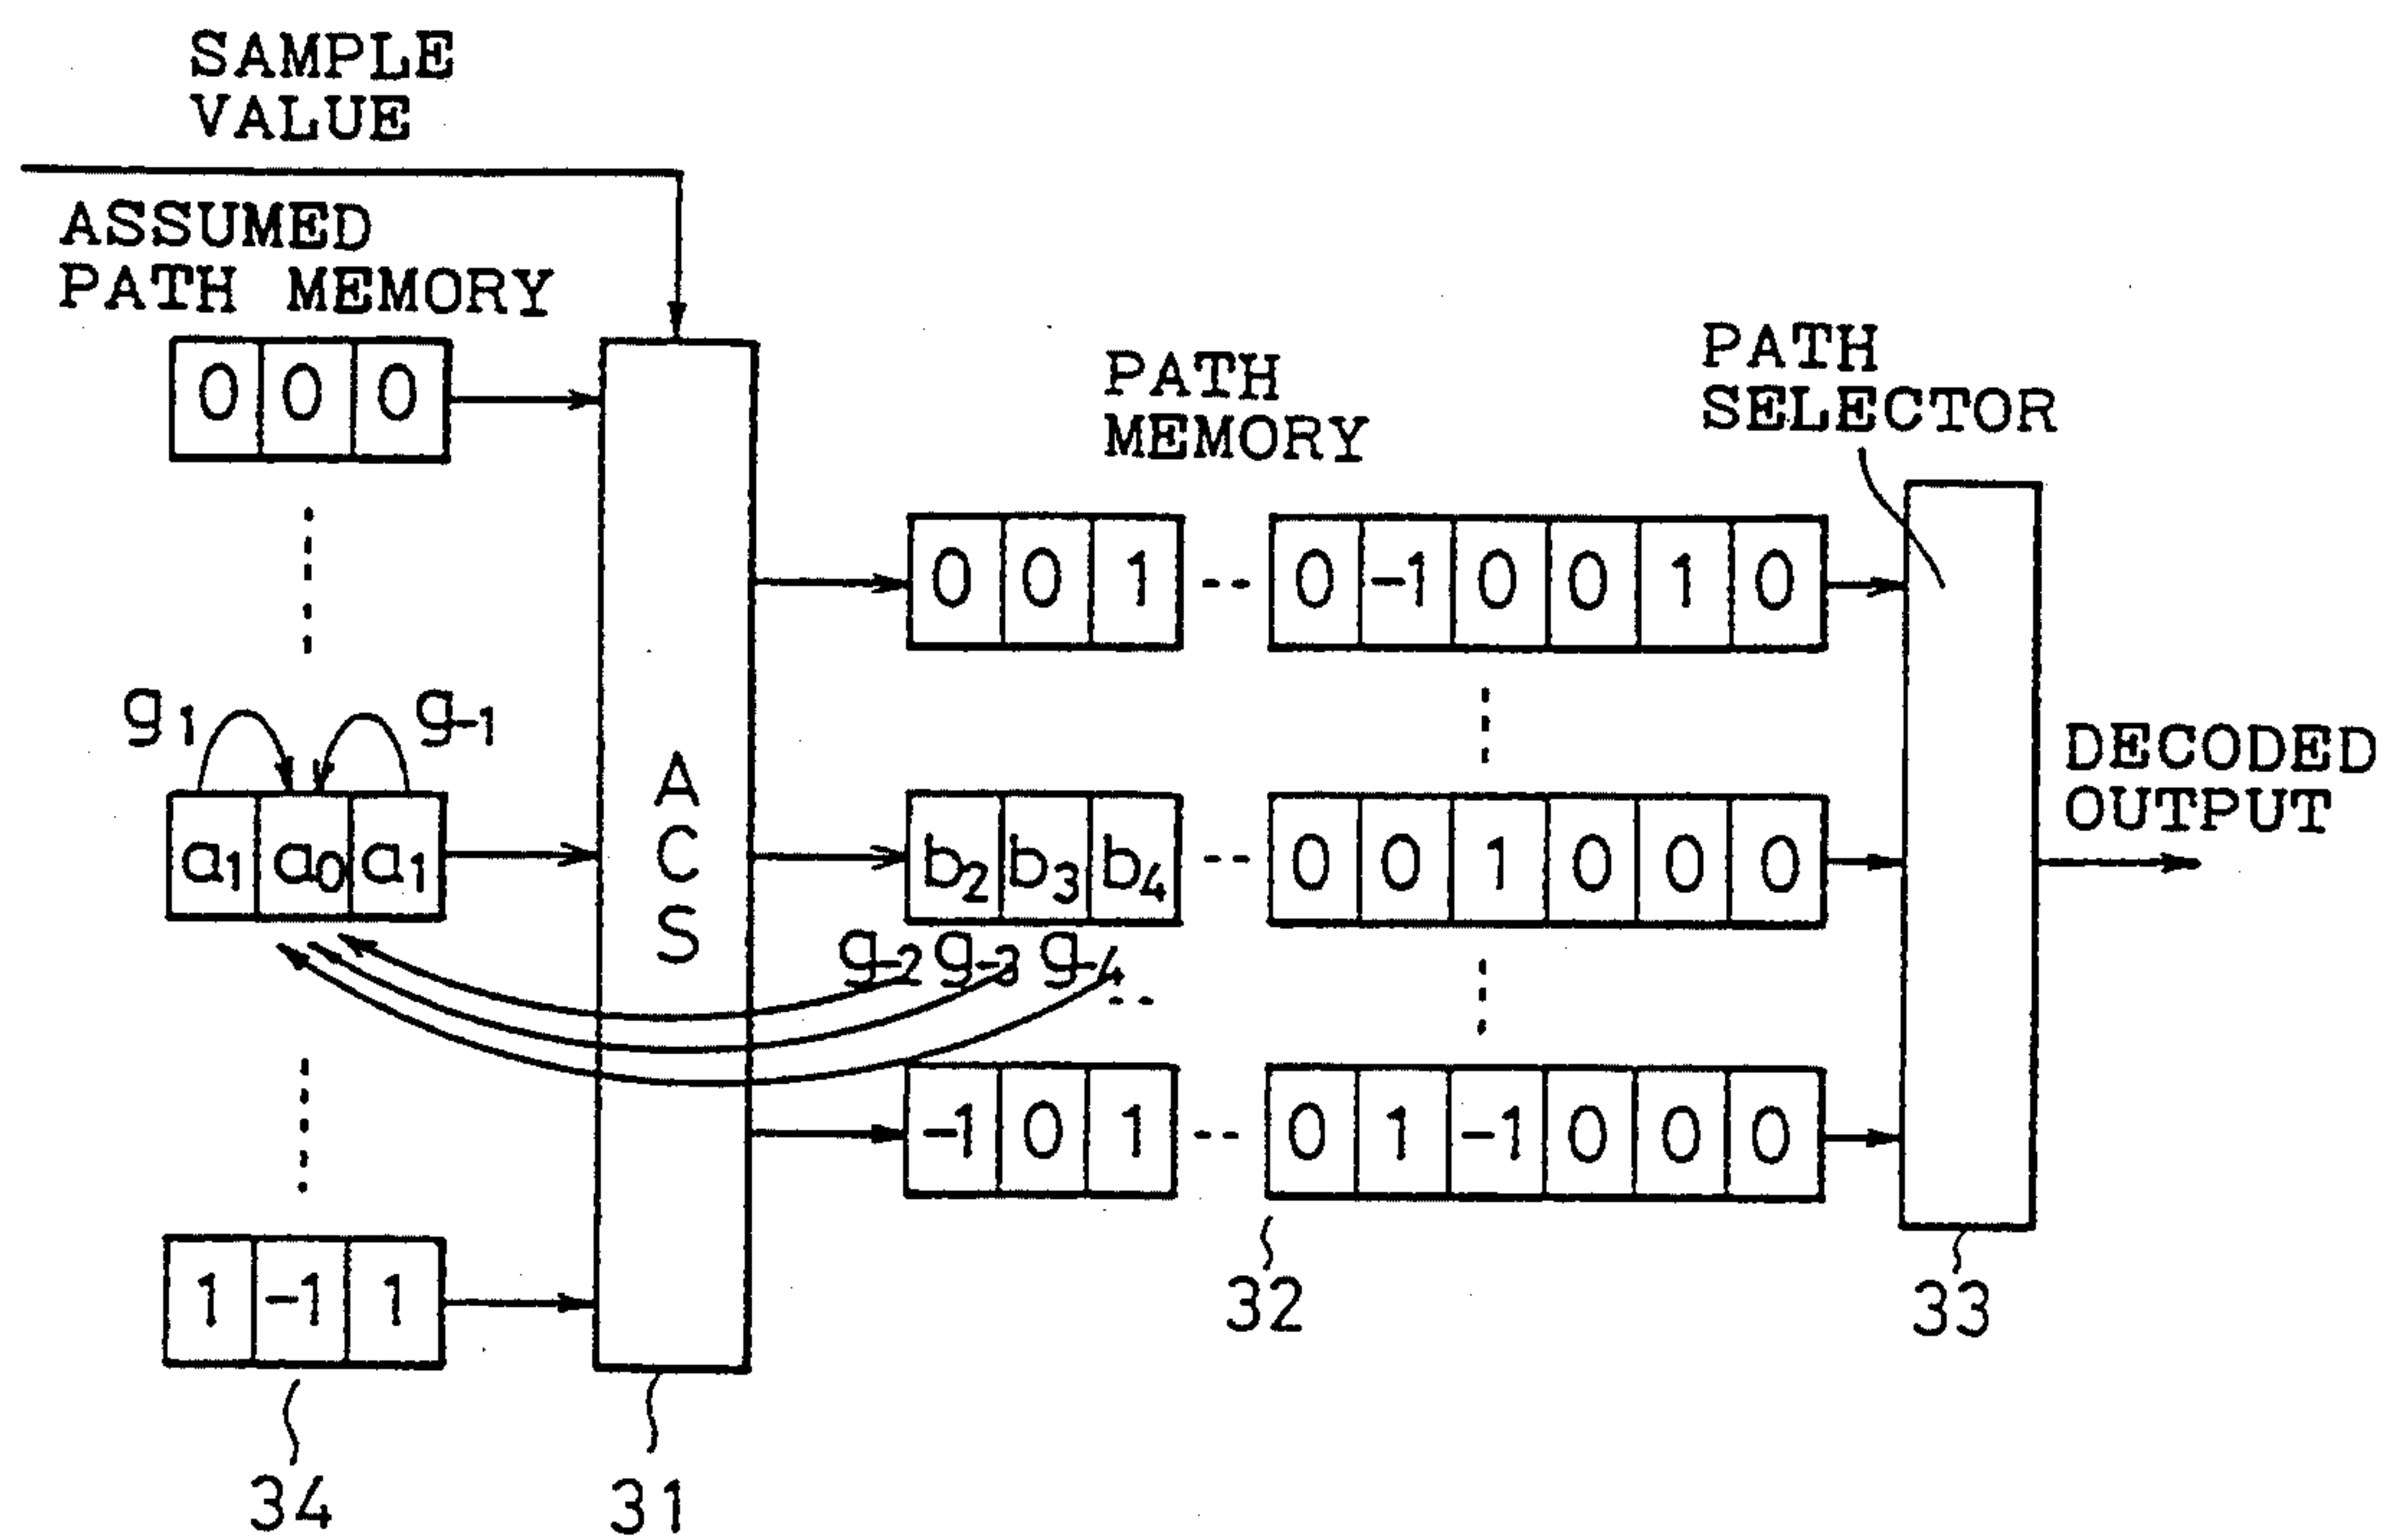 SAMPLE
VALUE
ASSUMED
PATH MEMORY
0 0 0
PATH
MEMORY
PATH
SELECTOR
0 0 1 -- 0 -1 0 0 1 0
g1 g-1
a1 a0 a1
A
C
S
b2 b3 b4 -- 0 0 1 0 0 0
DECODED
OUTPUT
g-2 g-3 g-4
-1 0 1 -- 0 1 -1 0 0 0
1 -1 1
32
33
34
31